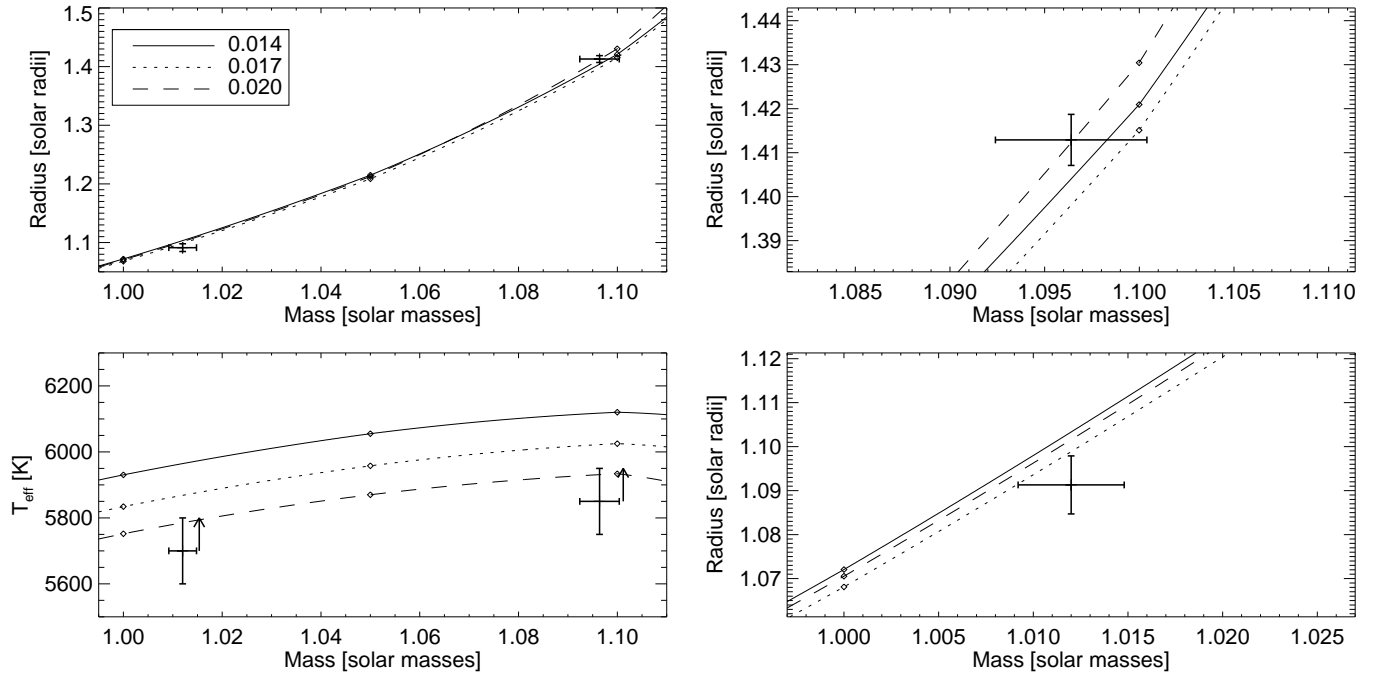 1.5
1.4
1.3
1.2
1.1
Radius [solar radii]
0.014
0.017
0.020
1.00 1.02 1.04 1.06 1.08 1.10
Mass [solar masses]
1.44
1.43
1.42
1.41
1.40
1.39
Radius [solar radii]
1.085 1.090 1.095 1.100 1.105 1.110
Mass [solar masses]
6200
6000
5800
5600
Teff [K]
1.00 1.02 1.04 1.06 1.08 1.10
Mass [solar masses]
1.12
1.11
1.10
1.09
1.08
1.07
Radius [solar radii]
1.000 1.005 1.010 1.015 1.020 1.025
Mass [solar masses]